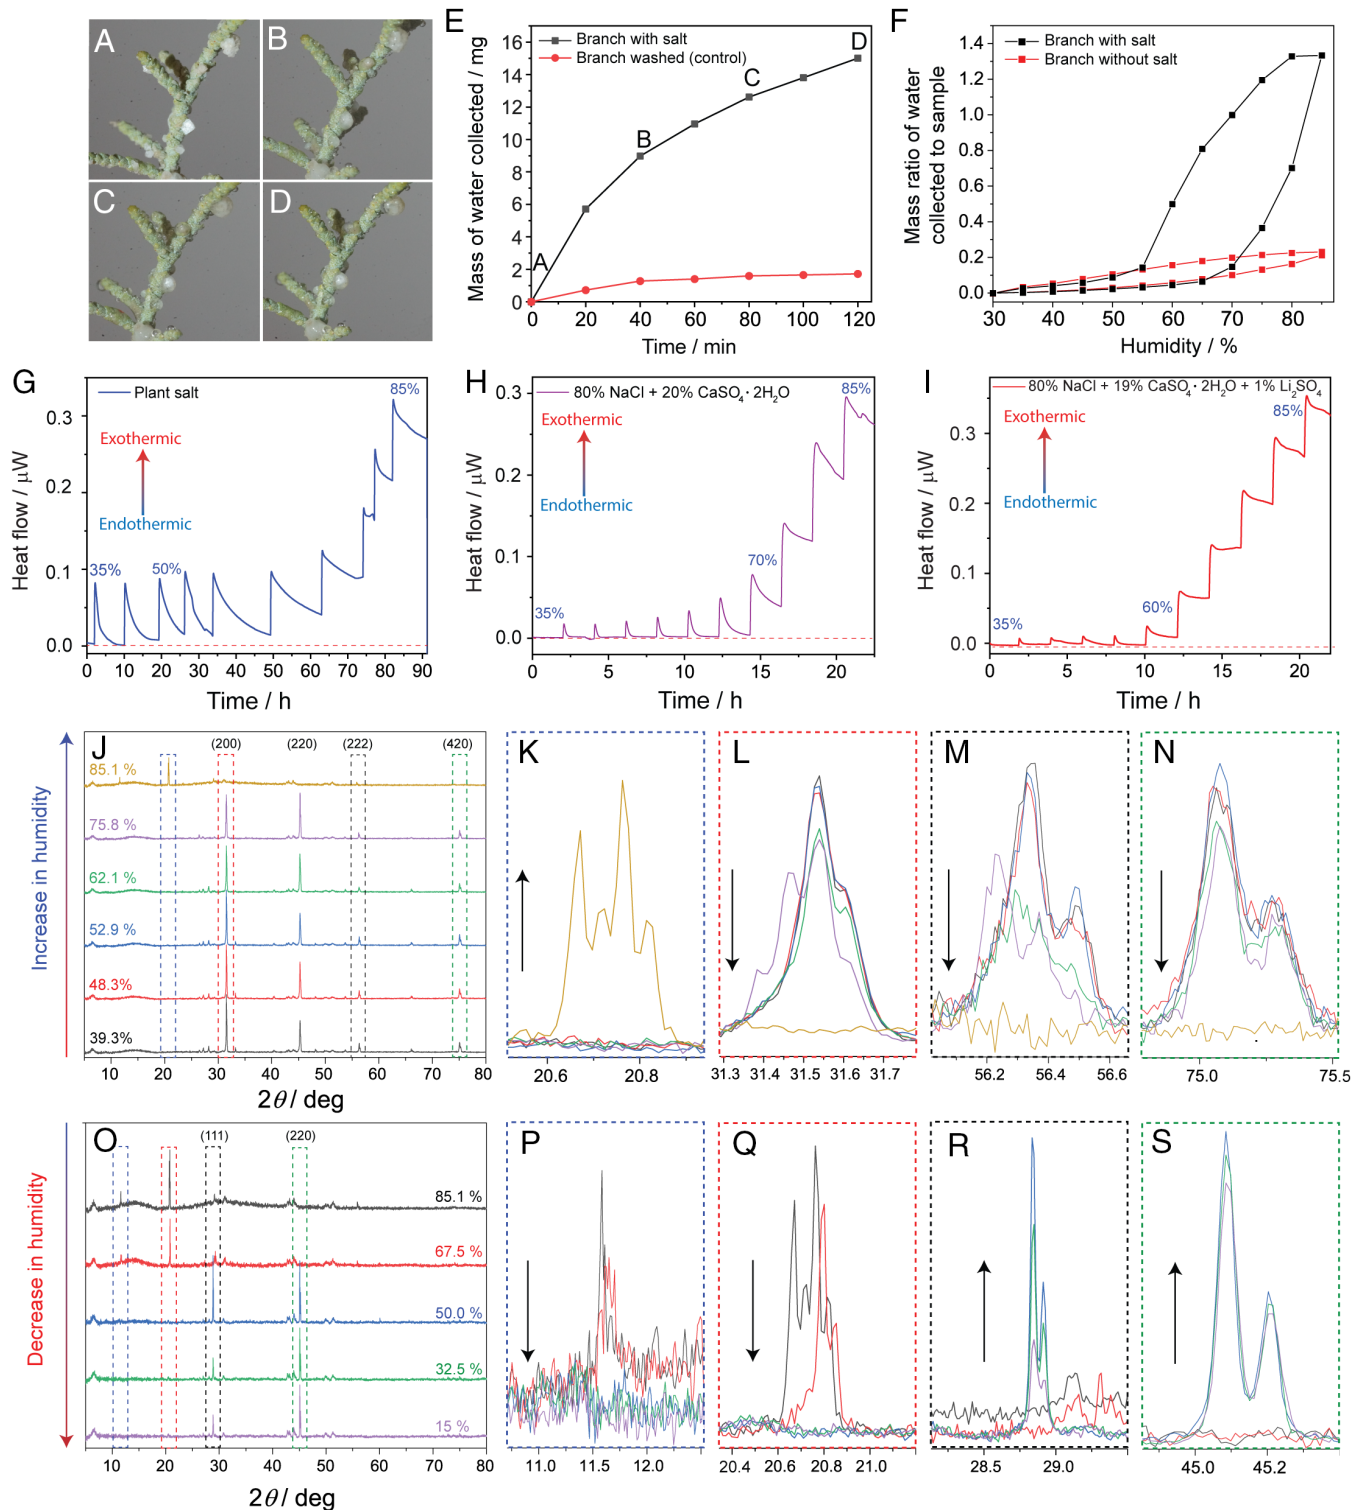 A
B
C
D
E
Mass of water collected / mg
16
14
12
10
8
6
4
2
0
Branch with salt
Branch washed (control)
A
B
C
D
0 20 40 60 80 100 120
Time / min
F
Mass ratio of water
collected to sample
1.4
1.2
1.0
0.8
0.6
0.4
0.2
0.0
Branch with salt
Branch without salt
30 40 50 60 70 80
Humidity / %
G
Heat flow / μW
0.3
0.2
0.1
0.0
Plant salt
Exothermic
Endothermic
35%
50%
85%
0 10 20 30 40 50 60 70 80 90
Time / h
H
Heat flow / μW
0.3
0.2
0.1
0.0
80% NaCl + 20% CaSO4 · 2H2O
Exothermic
Endothermic
35%
70%
85%
0 5 10 15 20
Time / h
I
Heat flow / μW
0.3
0.2
0.1
0.0
80% NaCl + 19% CaSO4 · 2H2O + 1% Li2SO4
Exothermic
Endothermic
35%
60%
85%
0 5 10 15 20
Time / h
Increase in humidity
J
(200) (220) (222) (420)
85.1 %
75.8 %
62.1 %
52.9 %
48.3%
39.3%
10 20 30 40 50 60 70 80
2θ / deg
K
20.6 20.8
L
31.3 31.4 31.5 31.6 31.7
M
56.2 56.4 56.6
N
75.0 75.5
Decrease in humidity
O
(111) (220)
85.1 %
67.5 %
50.0 %
32.5 %
15 %
10 20 30 40 50 60 70 80
2θ / deg
P
11.0 11.5 12.0
Q
20.4 20.6 20.8 21.0
R
28.5 29.0
S
45.0 45.2